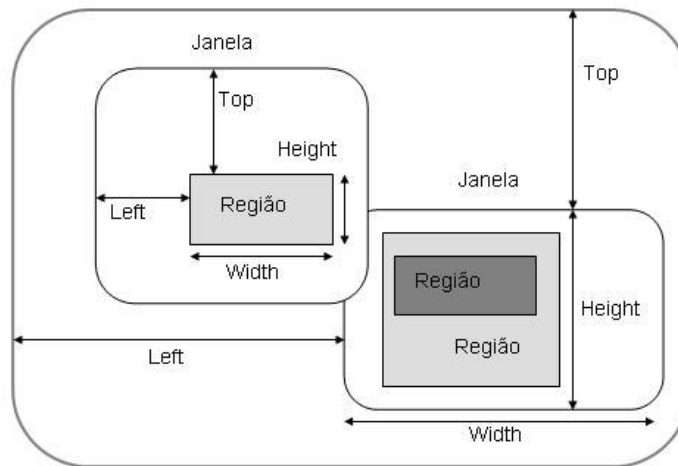 Janela
Top
Top
Height
Janela
Left
Região
Width
Região
Height
Left
Região
Width